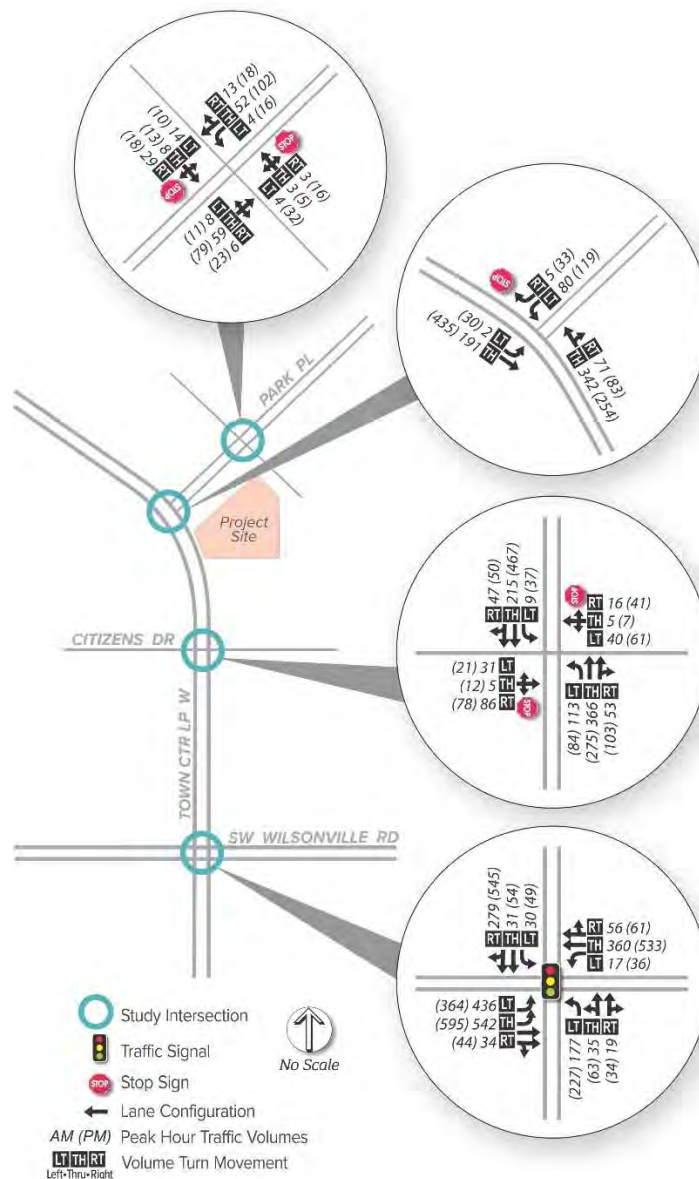 RT TH LT
13 (18)
52 (102)
4 (16)
(10) 14 LT
(13) 8 TH
(18) 29 RT
STOP
STOP
RT 3 (16)
TH 3 (5)
LT 4 (32)
LT TH RT
(11) 8
(79) 59
(23) 6
STOP
RT LT
5 (33)
80 (119)
(30) 2 LT
(435) 191 TH
RT 71 (83)
TH 342 (254)
PARK PL
Project
Site
CITIZENS DR
TOWN CTR LP W
SW WILSONVILLE RD
47 (50)
215 (467)
9 (37)
RT TH LT
STOP
RT 16 (41)
TH 5 (7)
LT 40 (61)
(21) 31 LT
(12) 5 TH
(78) 86 RT
STOP
LT TH RT
(84) 113
(275) 366
(103) 53
279 (545)
31 (54)
30 (49)
RT TH LT
RT 56 (61)
TH 360 (533)
LT 17 (36)
(364) 436 LT
(595) 542 TH
(44) 34 RT
LT TH RT
(227) 177
(63) 35
(34) 19
Study Intersection
Traffic Signal
STOP Stop Sign
Lane Configuration
AM (PM) Peak Hour Traffic Volumes
LT TH RT Volume Turn Movement
Left•Thru•Right
No Scale